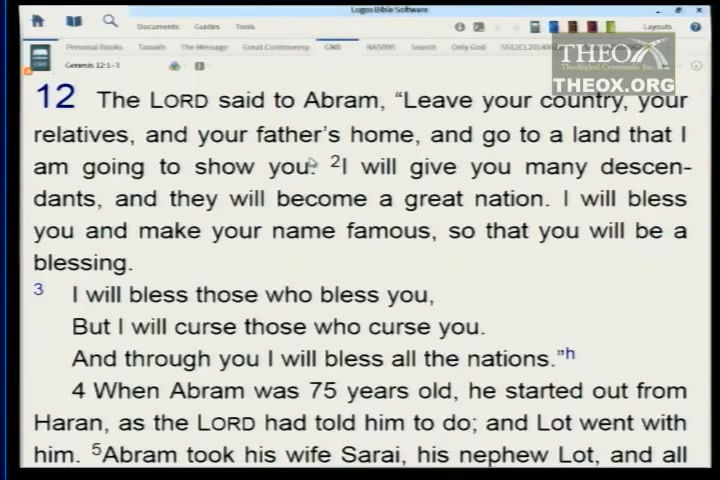 Logos Bible Software
Documents Guides Tools Layouts
Personal Books Tanakh The Message Great Controversy GNB NASB95 Search Only God
Genesis 12:1-3
THEOX
Theological Crossroads, Inc.
THEOX.ORG
12 The LORD said to Abram, “Leave your country, your
relatives, and your father’s home, and go to a land that I
am going to show you. 2I will give you many descen-
dants, and they will become a great nation. I will bless
you and make your name famous, so that you will be a
blessing.
3 I will bless those who bless you,
But I will curse those who curse you.
And through you I will bless all the nations.”h
4 When Abram was 75 years old, he started out from
Haran, as the LORD had told him to do; and Lot went with
him. 5Abram took his wife Sarai, his nephew Lot, and all